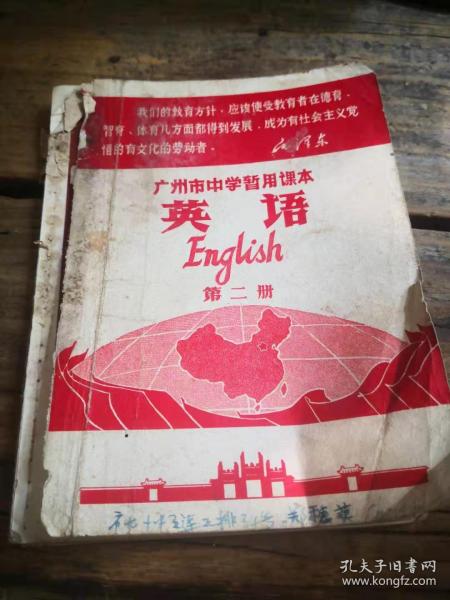 我们的教育方针，应该使受教育者在德育、
智育、体育几方面都得到发展，成为有社会主义觉
悟的有文化的劳动者。 毛泽东
广州市中学暂用课本
英 语
English
第二册
孔夫子旧书网
www.kongfz.com